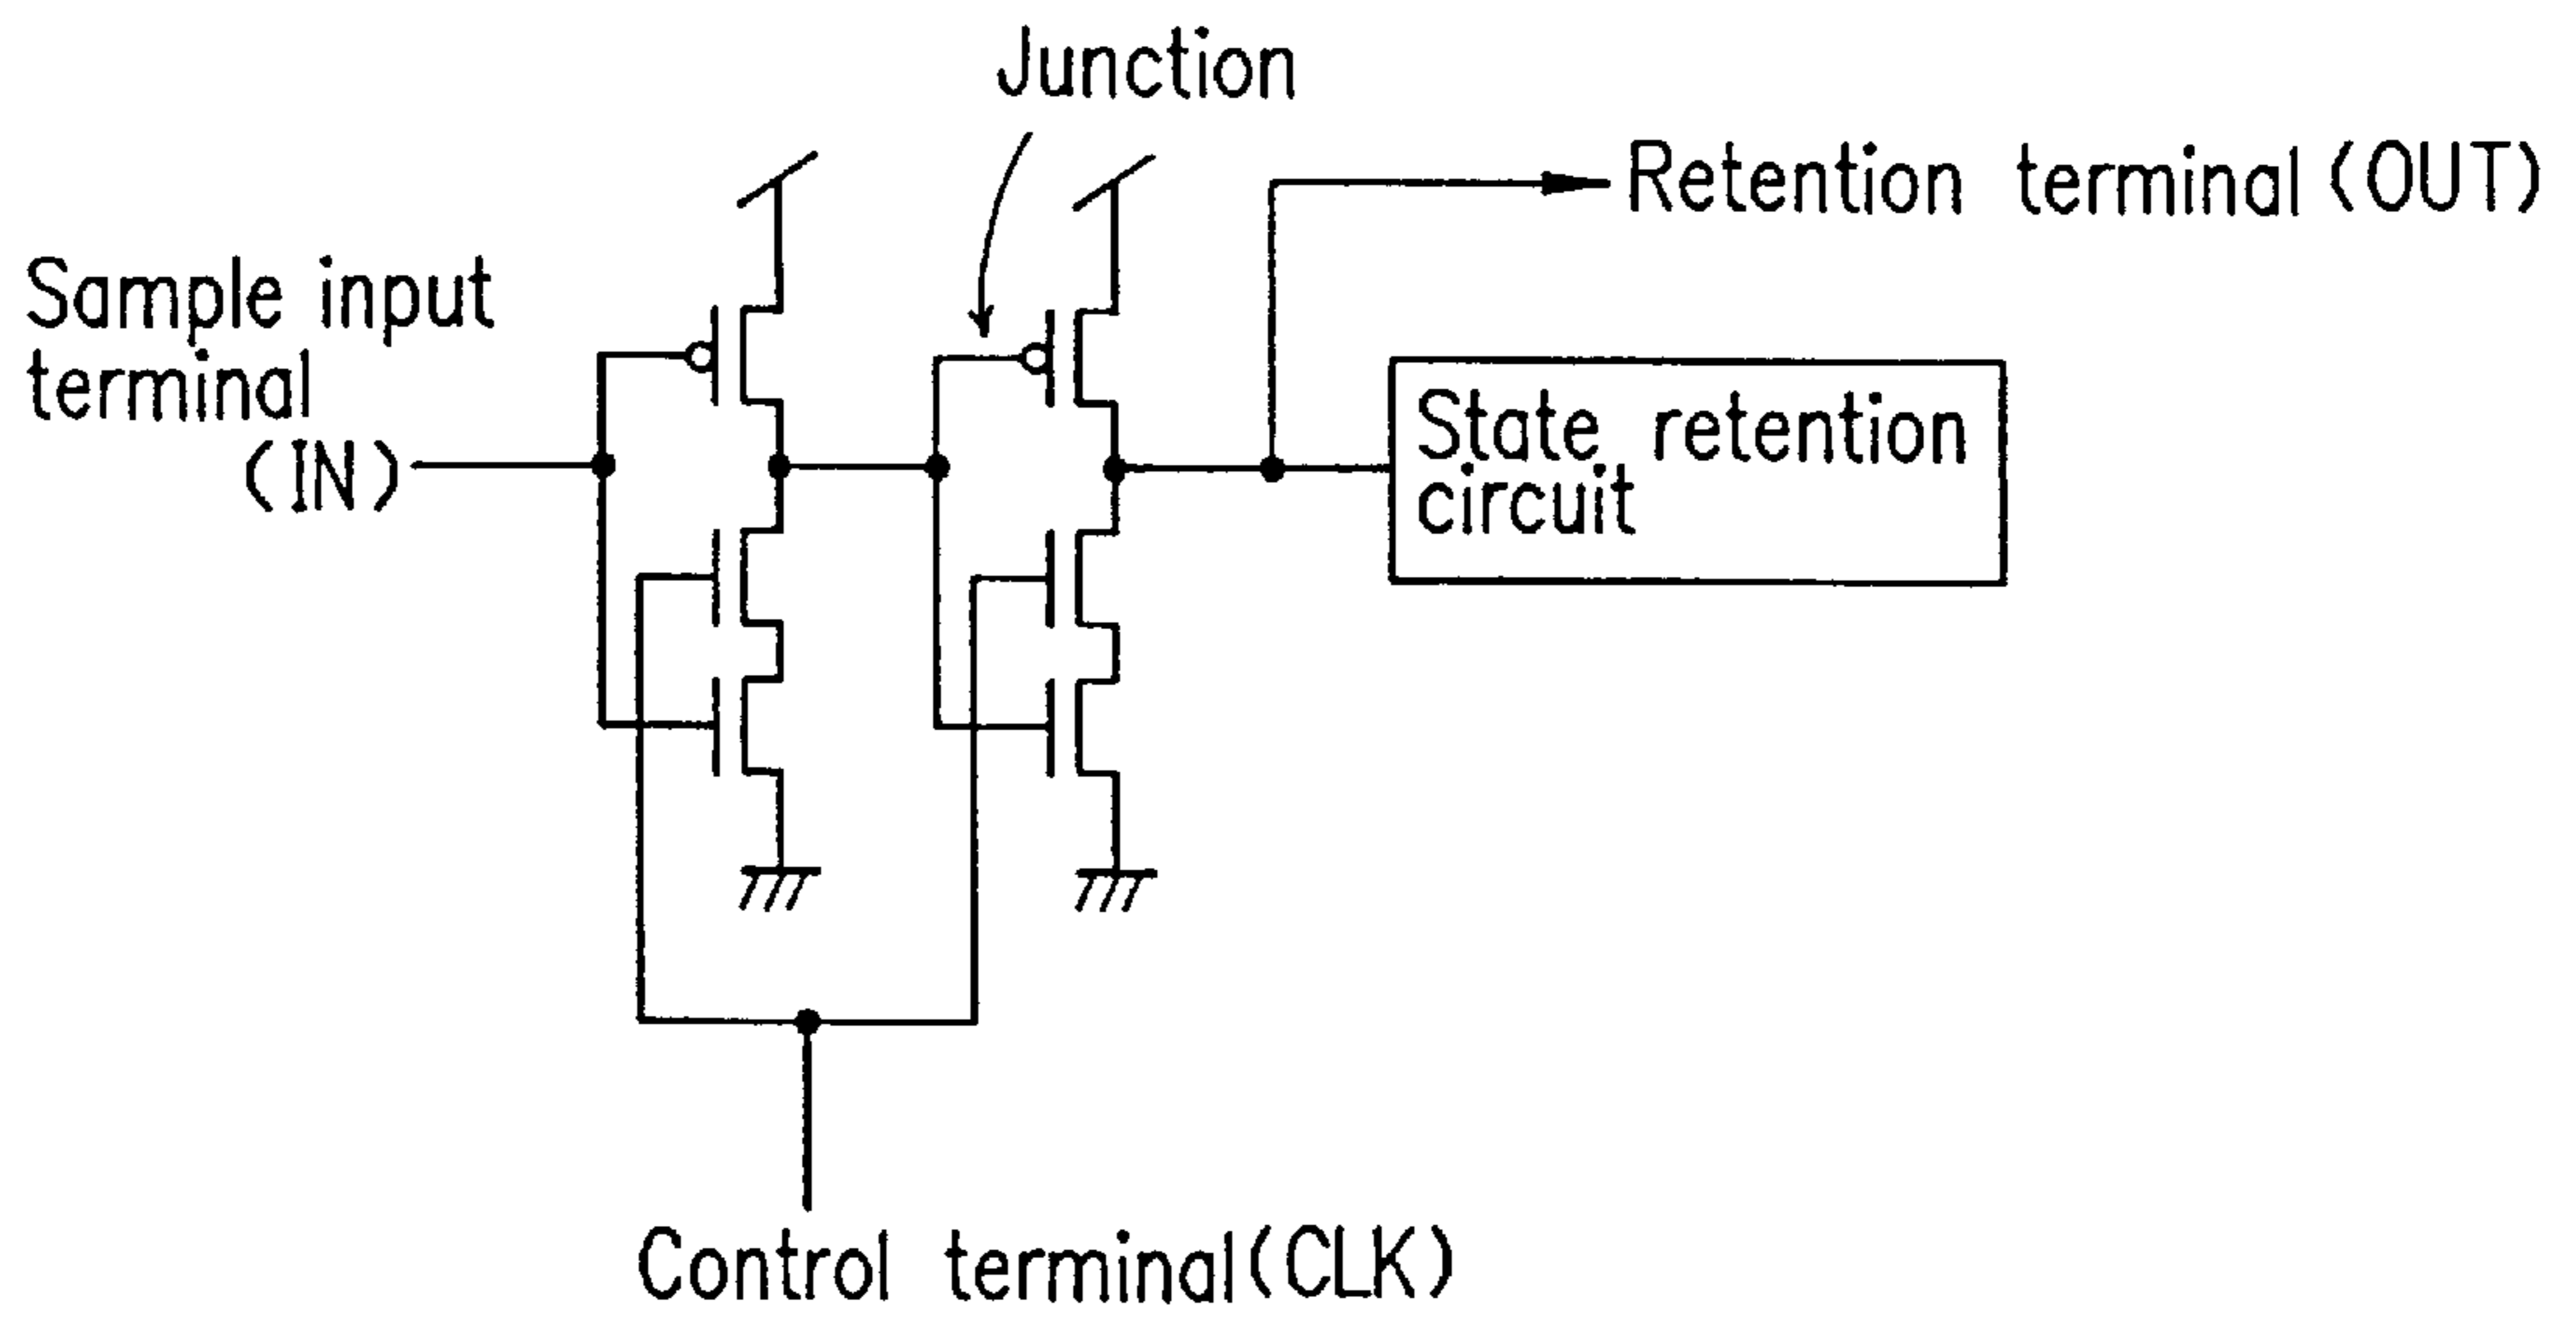 Junction
Retention terminal (OUT)
Sample input
terminal
(IN)
State retention
circuit
Control terminal (CLK)